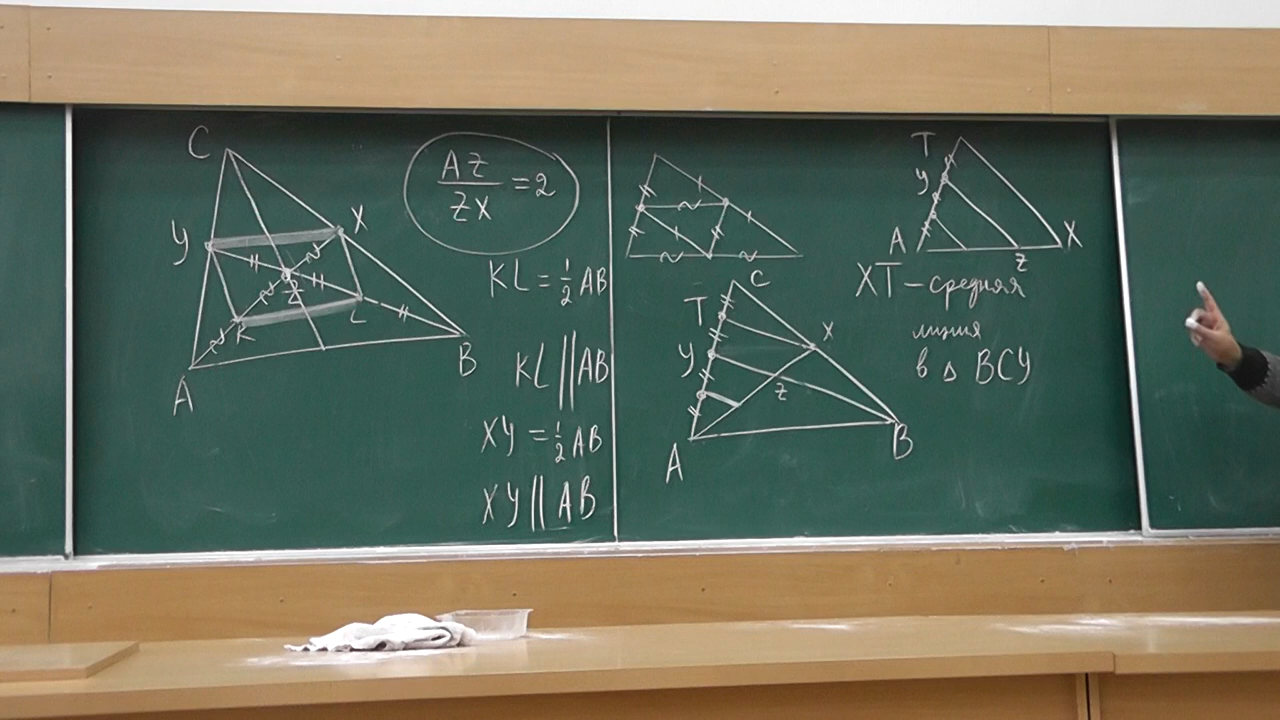 C
Y
X
Z
K
L
A
B
AZ
ZX
= 2
KL = 1/2 AB
KL || AB
XY = 1/2 AB
XY || AB
C
T
X
Y
Z
A
B
T
Y
A
Z
X
XT - средняя
линия
в Δ BCY